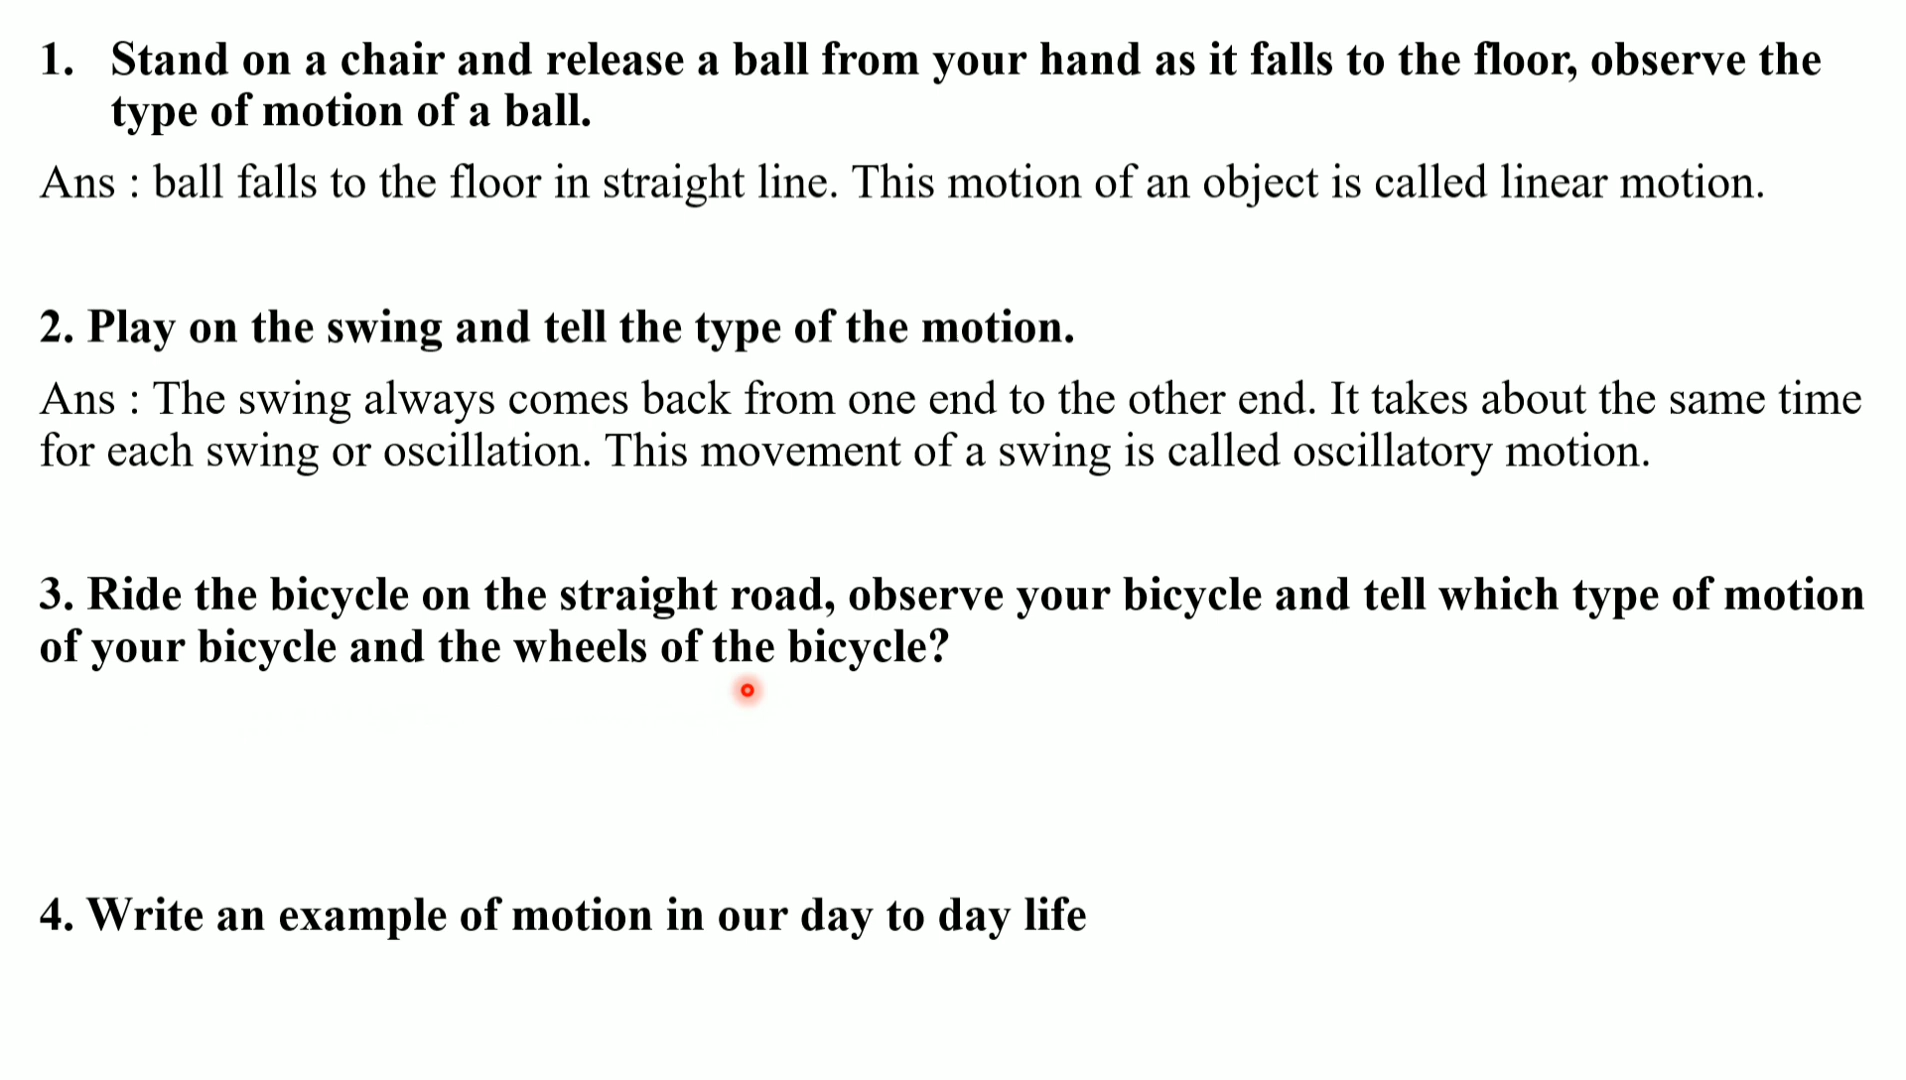 1. Stand on a chair and release a ball from your hand as it falls to the floor, observe the
type of motion of a ball.
Ans : ball falls to the floor in straight line. This motion of an object is called linear motion.
2. Play on the swing and tell the type of the motion.
Ans : The swing always comes back from one end to the other end. It takes about the same time
for each swing or oscillation. This movement of a swing is called oscillatory motion.
3. Ride the bicycle on the straight road, observe your bicycle and tell which type of motion
of your bicycle and the wheels of the bicycle?
4. Write an example of motion in our day to day life